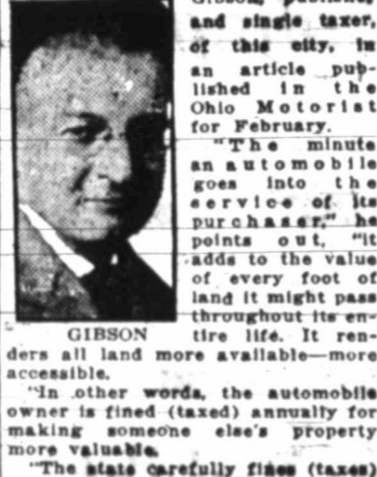 and single taxer,
of this city, in
an article pub-
lished in the
Ohio Motorist
for February.
"The minute
an automobile
goes into the
service of its
purchaser," he
points out, "it
adds to the value
of every foot of
land it might pass
throughout its en-
tire life. It ren-
GIBSON
ders all land more available—more
accessible.
"In other words, the automobile
owner is fined (taxed) annually for
making someone else's property
more valuable.
"The state carefully fines (taxes)